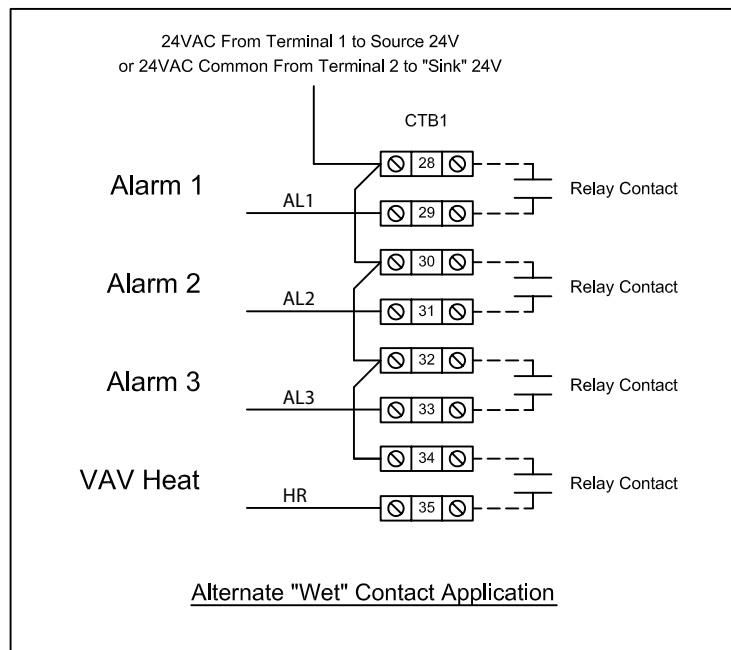 24VAC From Terminal 1 to Source 24V
or 24VAC Common From Terminal 2 to "Sink" 24V
CTB1
28
Alarm 1
Relay Contact
AL1
29
30
Alarm 2
Relay Contact
AL2
31
32
Alarm 3
Relay Contact
AL3
33
34
VAV Heat
Relay Contact
HR
35
Alternate "Wet" Contact Application